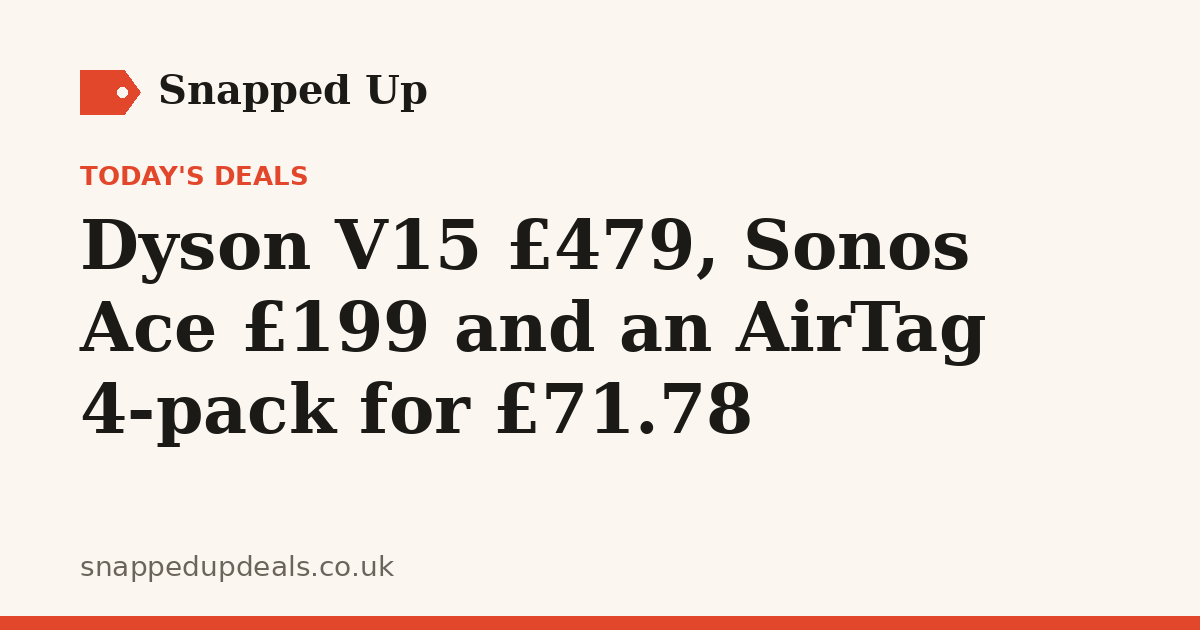 Snapped Up
TODAY'S DEALS
Dyson V15 £479, Sonos
Ace £199 and an AirTag
4-pack for £71.78
snappedupdeals.co.uk